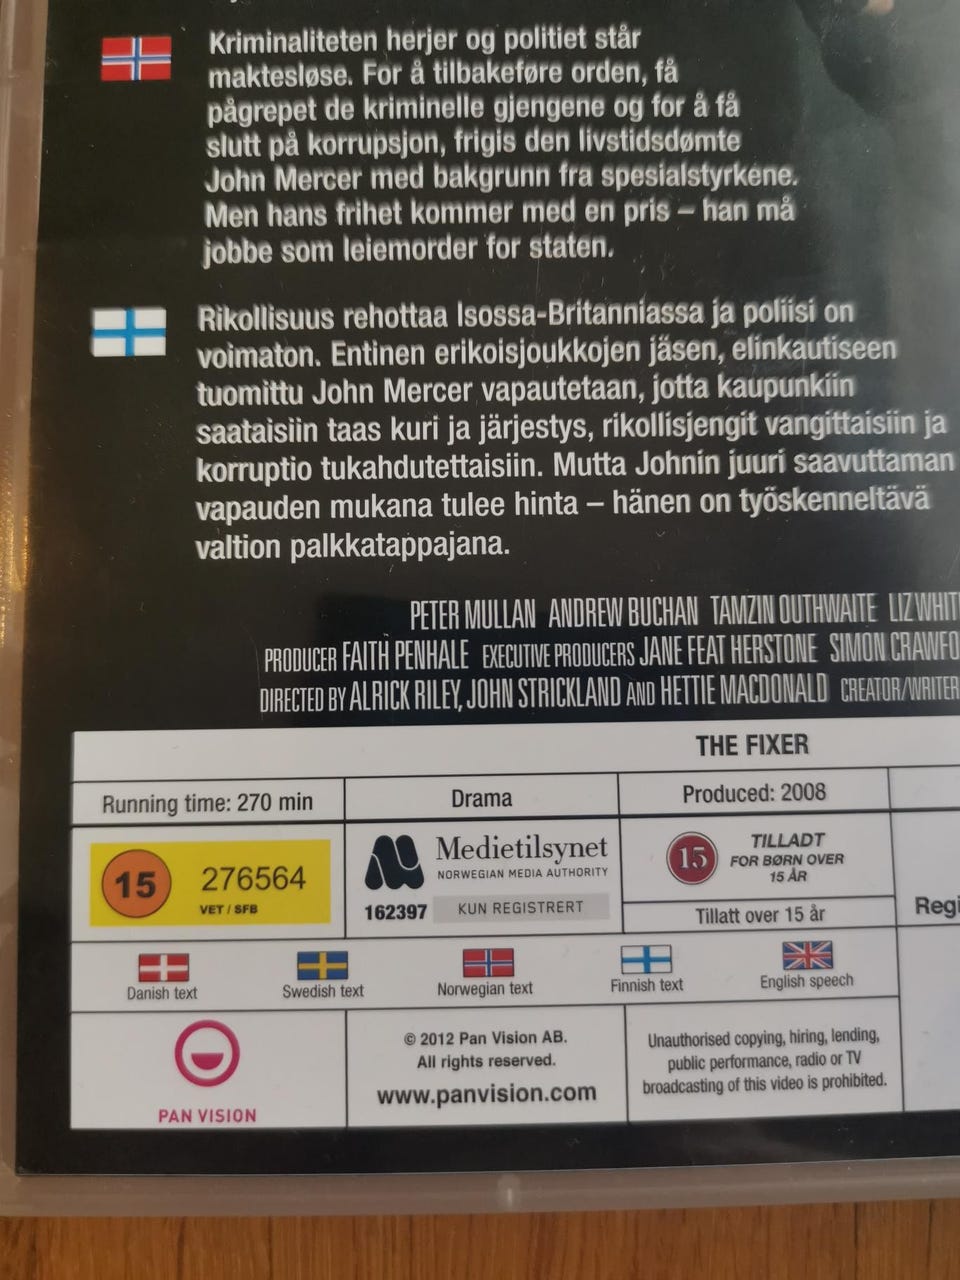 Kriminaliteten herjer og politiet står
maktesløse. For å tilbakeføre orden, få
pågrepet de kriminelle gjengene og for å få
slutt på korrupsjon, frigis den livstidsdømte
John Mercer med bakgrunn fra spesialstyrkene.
Men hans frihet kommer med en pris – han må
jobbe som leiemorder for staten.
Rikollisuus rehottaa Isossa-Britanniassa ja poliisi on
voimaton. Entinen erikoisjoukkojen jäsen, elinkautiseen
tuomittu John Mercer vapautetaan, jotta kaupunkiin
saataisiin taas kuri ja järjestys, rikollisjengit vangittaisiin ja
korruptio tukahdutettaisiin. Mutta Johnin juuri saavuttaman
vapauden mukana tulee hinta – hänen on työskenneltävä
valtion palkkatappajana.
PETER MULLAN ANDREW BUCHAN TAMZIN OUTHWAITE LIZ WHIT
PRODUCER FAITH PENHALE EXECUTIVE PRODUCERS JANE FEAT HERSTONE SIMON CRAWFO
DIRECTED BY ALRICK RILEY, JOHN STRICKLAND AND HETTIE MACDONALD CREATOR/WRITER
THE FIXER
Running time: 270 min
Drama
Produced: 2008
15
276564
VET / SFB
Medietilsynet
NORWEGIAN MEDIA AUTHORITY
162397 KUN REGISTRERT
15
TILLADT
FOR BØRN OVER
15 ÅR
Tillatt over 15 år
Regi
Danish text
Swedish text
Norwegian text
Finnish text
English speech
PAN VISION
© 2012 Pan Vision AB.
All rights reserved.
www.panvision.com
Unauthorised copying, hiring, lending,
public performance, radio or TV
broadcasting of this video is prohibited.